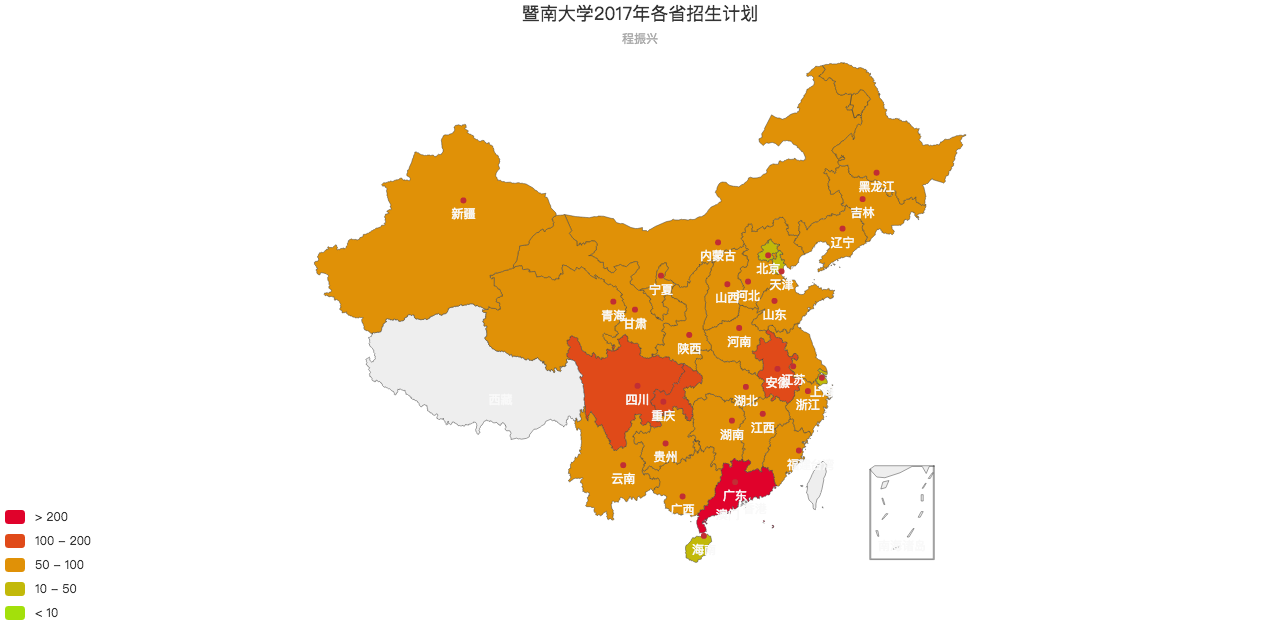 暨南大学2017年各省招生计划
程振兴
黑龙江
吉林
新疆
辽宁
内蒙古
北京
天津
宁夏
山西
河北
青海
甘肃
山东
河南
陕西
安徽
江苏
上
四川
西藏
重庆
湖北
浙江
湖南
江西
贵州
云南
广东
广西
海南
> 200
100 - 200
50 - 100
10 - 50
< 10